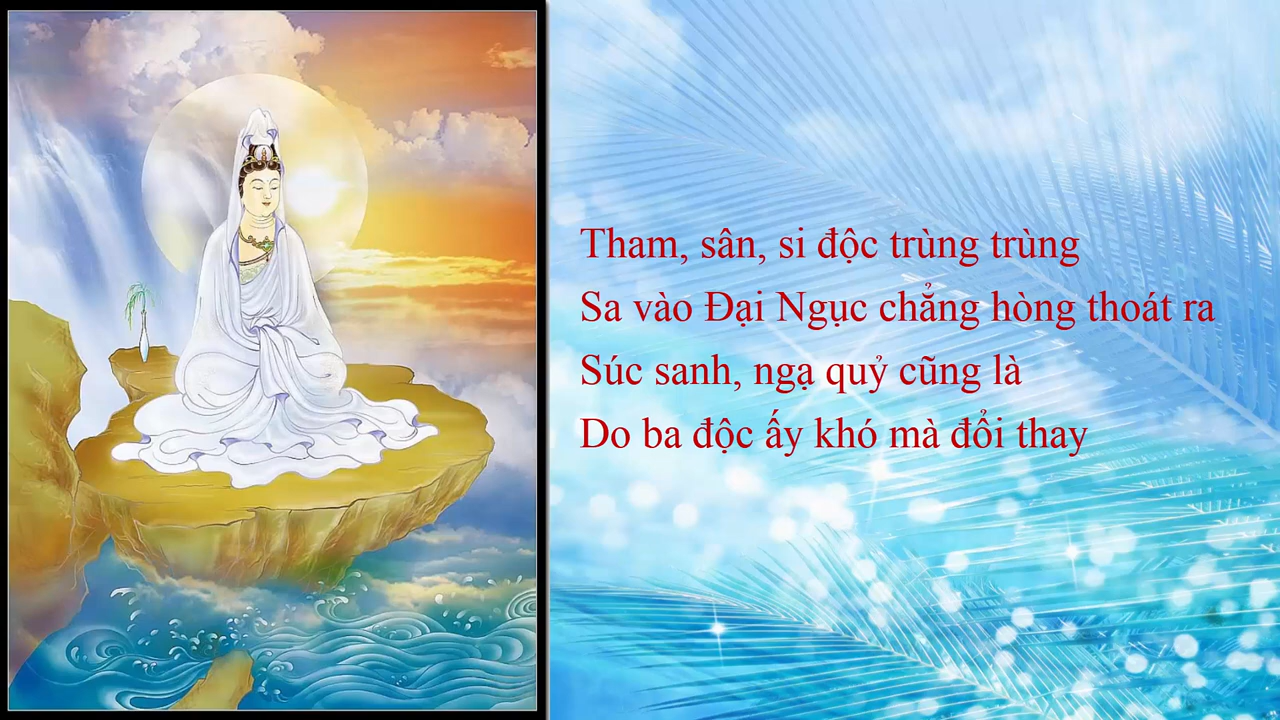 Tham, sân, si độc trùng trùng
Sa vào Đại Ngục chẳng hòng thoát ra
Súc sanh, ngạ quỷ cũng là
Do ba độc ấy khó mà đổi thay